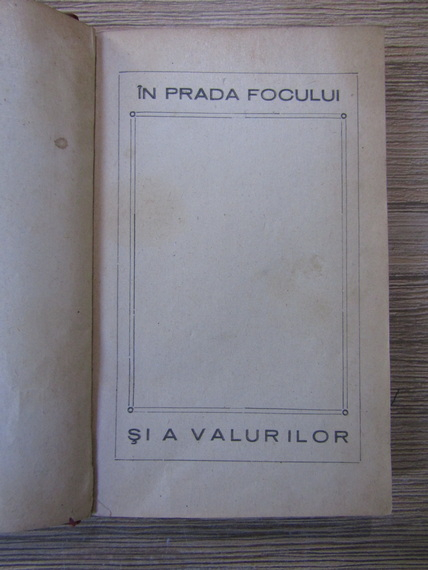 ÎN PRADA FOCULUI
ŞI A VALURILOR